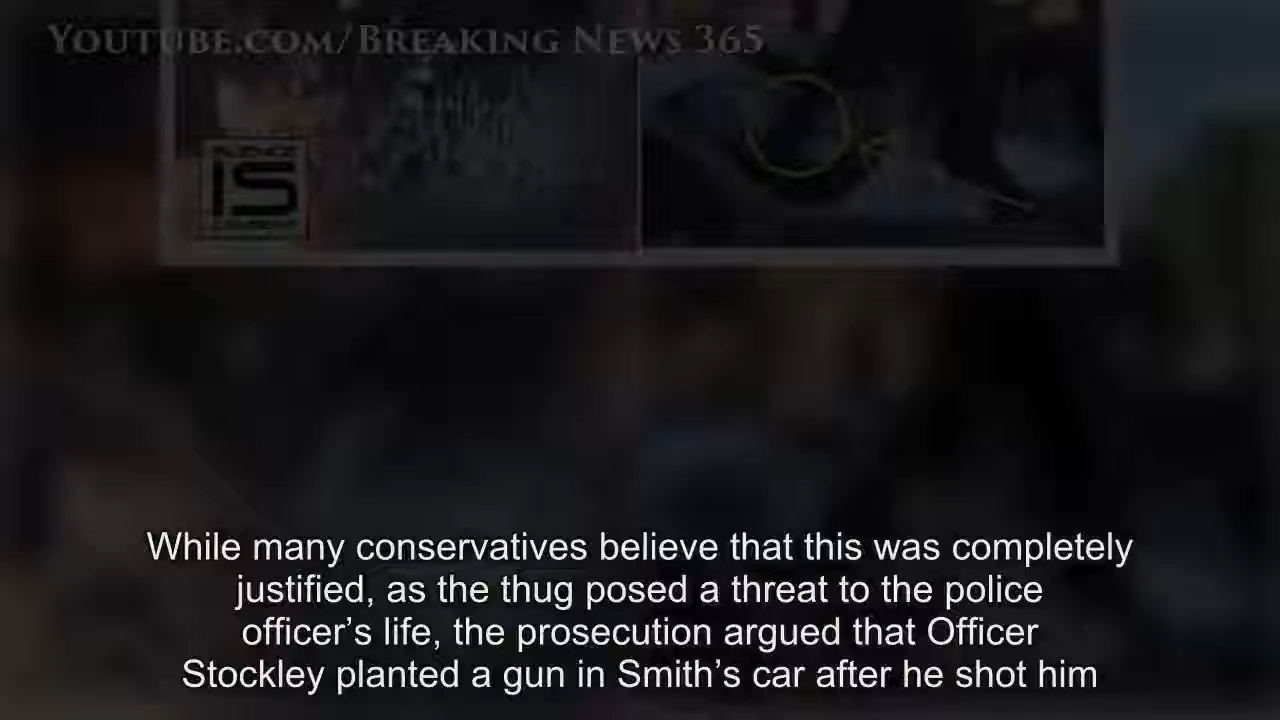 YOUTUBE.COM/BREAKING NEWS 365
IS
While many conservatives believe that this was completely
justified, as the thug posed a threat to the police
officer’s life, the prosecution argued that Officer
Stockley planted a gun in Smith’s car after he shot him